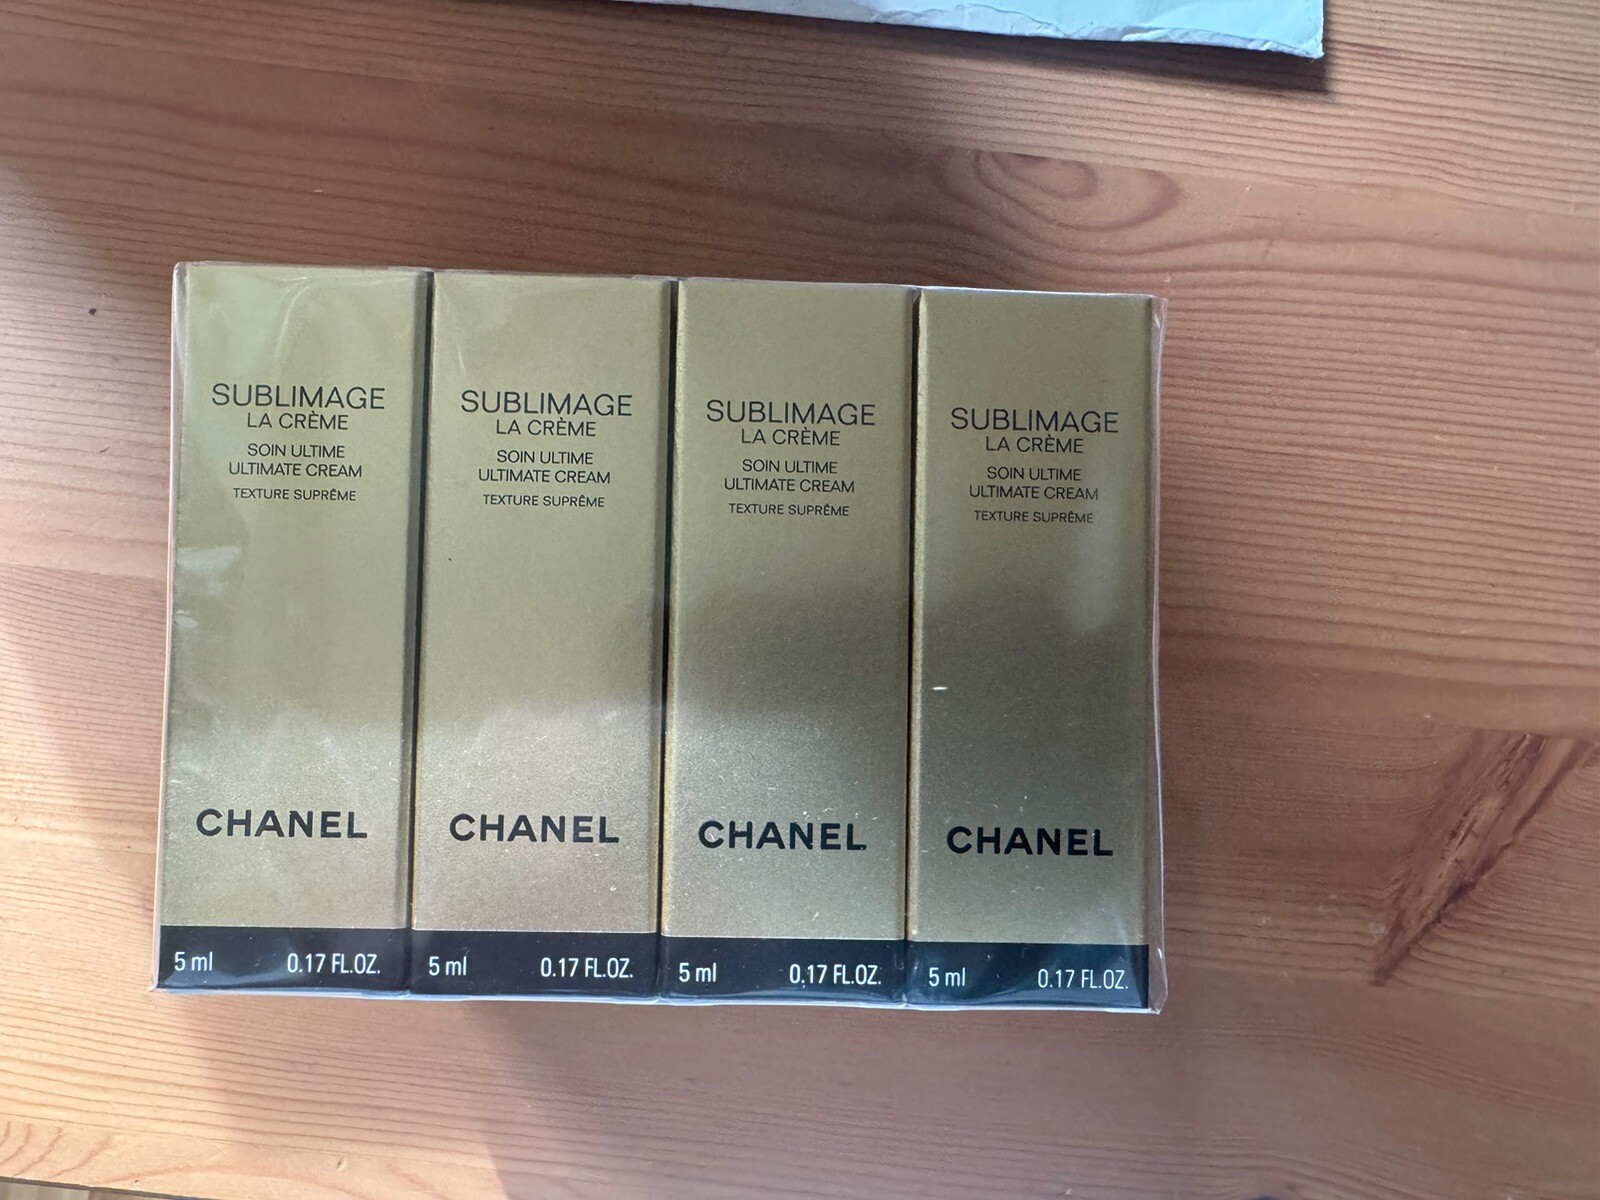 SUBLIMAGE
LA CRÈME
SOIN ULTIME
ULTIMATE CREAM
TEXTURE SUPRÊME
CHANEL
5 ml 0.17 FL.OZ.
SUBLIMAGE
LA CRÈME
SOIN ULTIME
ULTIMATE CREAM
TEXTURE SUPRÊME
CHANEL
5 ml 0.17 FL.OZ.
SUBLIMAGE
LA CRÈME
SOIN ULTIME
ULTIMATE CREAM
TEXTURE SUPRÊME
CHANEL
5 ml 0.17 FL.OZ.
SUBLIMAGE
LA CRÈME
SOIN ULTIME
ULTIMATE CREAM
TEXTURE SUPRÊME
CHANEL
5 ml 0.17 FL.OZ.